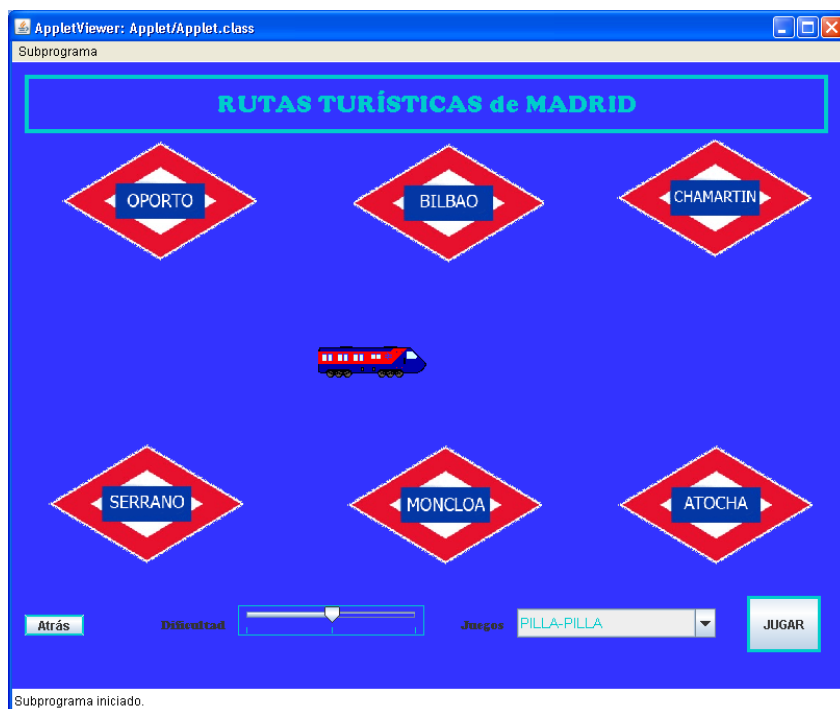 AppletViewer: Applet/Applet.class
Subprograma
RUTAS TURÍSTICAS de MADRID
OPORTO
BILBAO
CHAMARTIN
SERRANO
MONCLOA
ATOCHA
Atrás
Dificultad
Juegos
PILLA-PILLA
JUGAR
Subprograma iniciado.